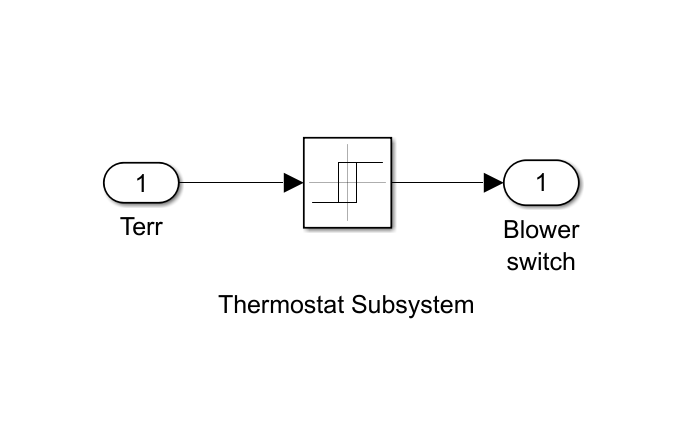 1
1
Terr
Blower
switch
Thermostat Subsystem